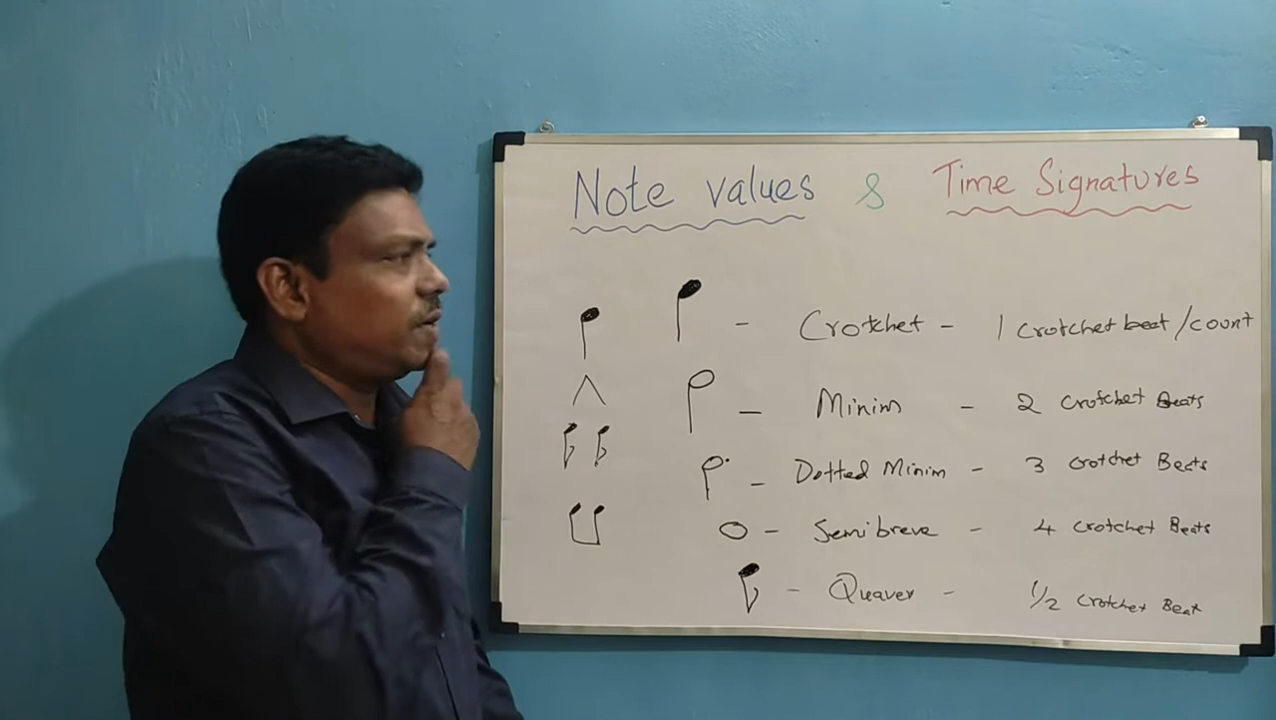 Note values & Time Signatures
- Crotchet - 1 crotchet beat/count
- Minim - 2 crotchet Beats
- Dotted Minim - 3 crotchet Beats
- Semibreve - 4 crotchet Beats
- Quaver - 1/2 crotchet Beat